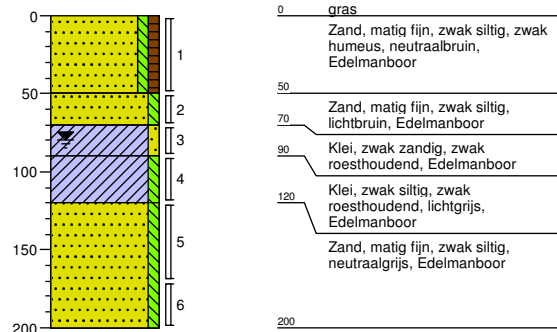 0
50
100
150
200
1
2
3
4
5
6
0
gras
Zand, matig fijn, zwak siltig, zwak
humeus, neutraalbruin,
Edelmanboor
50
Zand, matig fijn, zwak siltig,
lichtbruin, Edelmanboor
70
Klei, zwak zandig, zwak
roesthoudend, Edelmanboor
90
Klei, zwak siltig, zwak
roesthoudend, lichtgrijs,
Edelmanboor
120
Zand, matig fijn, zwak siltig,
neutraalgrijs, Edelmanboor
200